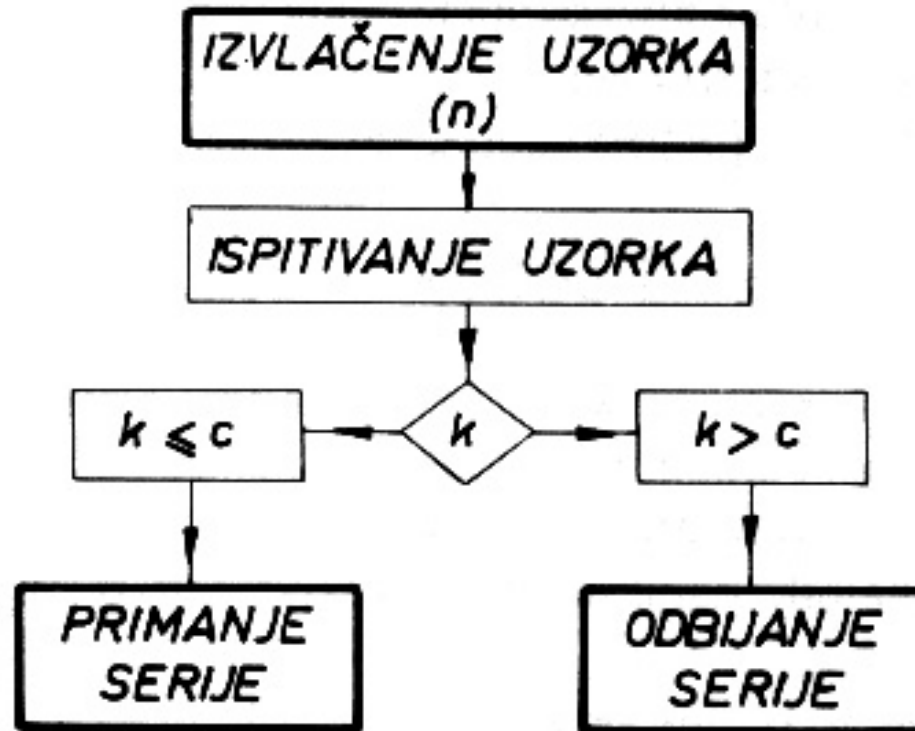 IZVLAČENJE UZORKA
(n)
ISPITIVANJE UZORKA
k ≤ c
k
k > c
PRIMANJE
SERIJE
ODBIJANJE
SERIJE